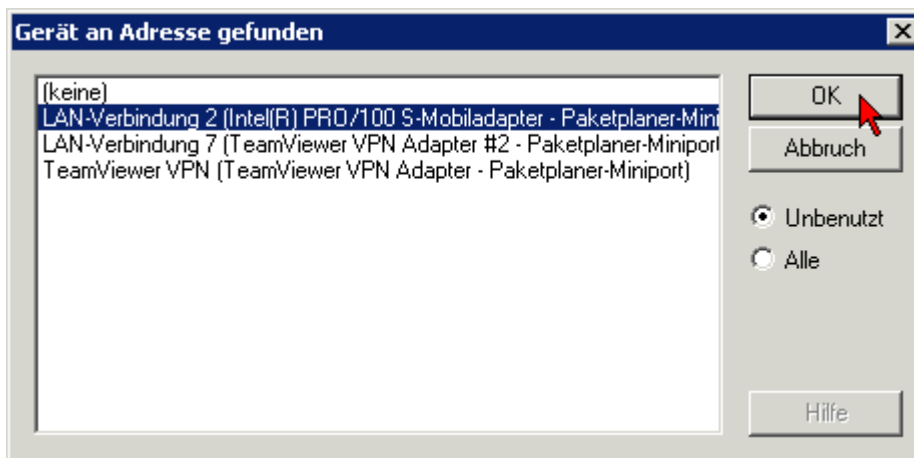 Gerät an Adresse gefunden
(keine)
LAN-Verbindung 2 (Intel(R) PRO/100 S-Mobiladapter - Paketplaner-Mini
LAN-Verbindung 7 (TeamViewer VPN Adapter #2 - Paketplaner-Miniport
TeamViewer VPN (TeamViewer VPN Adapter - Paketplaner-Miniport)
OK
Abbruch
Unbenutzt
Alle
Hilfe